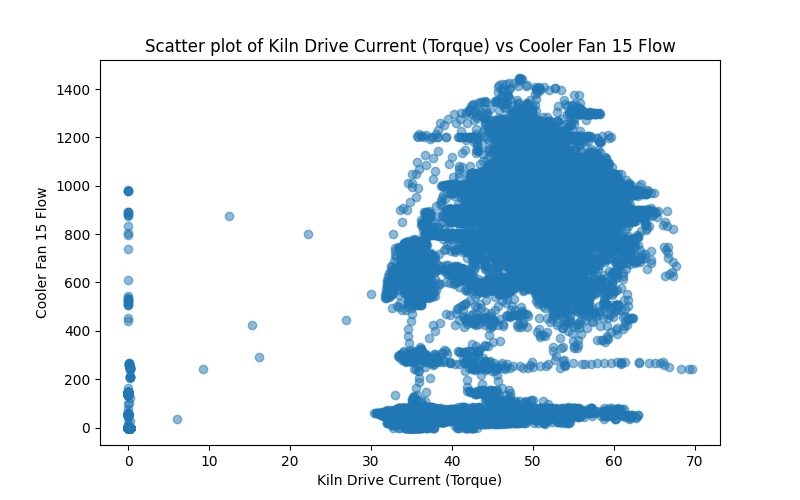 Scatter plot of Kiln Drive Current (Torque) vs Cooler Fan 15 Flow
1400
1200
1000
800
600
400
200
0
Cooler Fan 15 Flow
0 10 20 30 40 50 60 70
Kiln Drive Current (Torque)